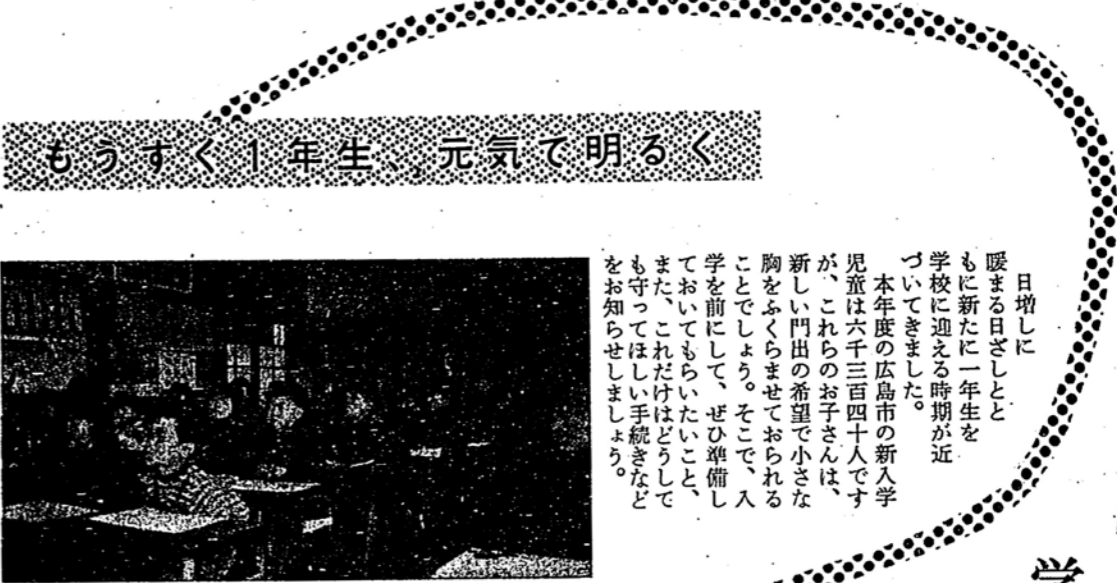 もうすぐ1年生、元気で明るく
日増しに
暖まる日ざしとと
もに新たに一年生を
学校に迎える時期が近
づいてきました。
本年度の広島市の新入学
児童は六千三百四十人です
が、これらのお子さんは、
新しい門出の希望で小さな
胸をふくらませておられる
ことでしょう。そこで、入
学を前にして、ぜひ準備し
ておいてもらいたいこと、
また、これだけはどうして
も守ってほしい手続きなど
をお知らせしましょう。